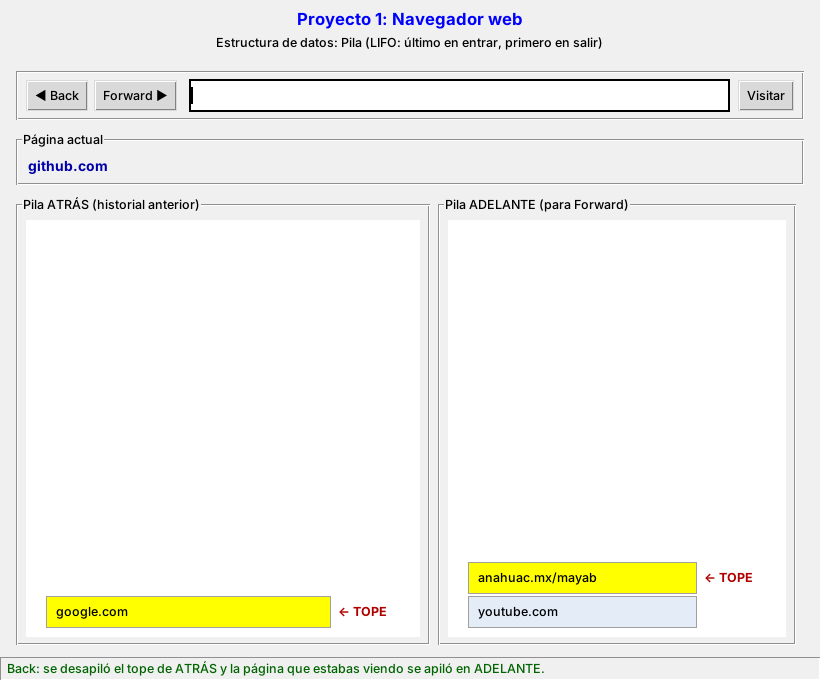 Proyecto 1: Navegador web
Estructura de datos: Pila (LIFO: último en entrar, primero en salir)
◀ Back Forward ▶ Visitar
Página actual
github.com
Pila ATRÁS (historial anterior)
google.com ← TOPE
Pila ADELANTE (para Forward)
anahuac.mx/mayab ← TOPE
youtube.com
Back: se desapiló el tope de ATRÁS y la página que estabas viendo se apiló en ADELANTE.